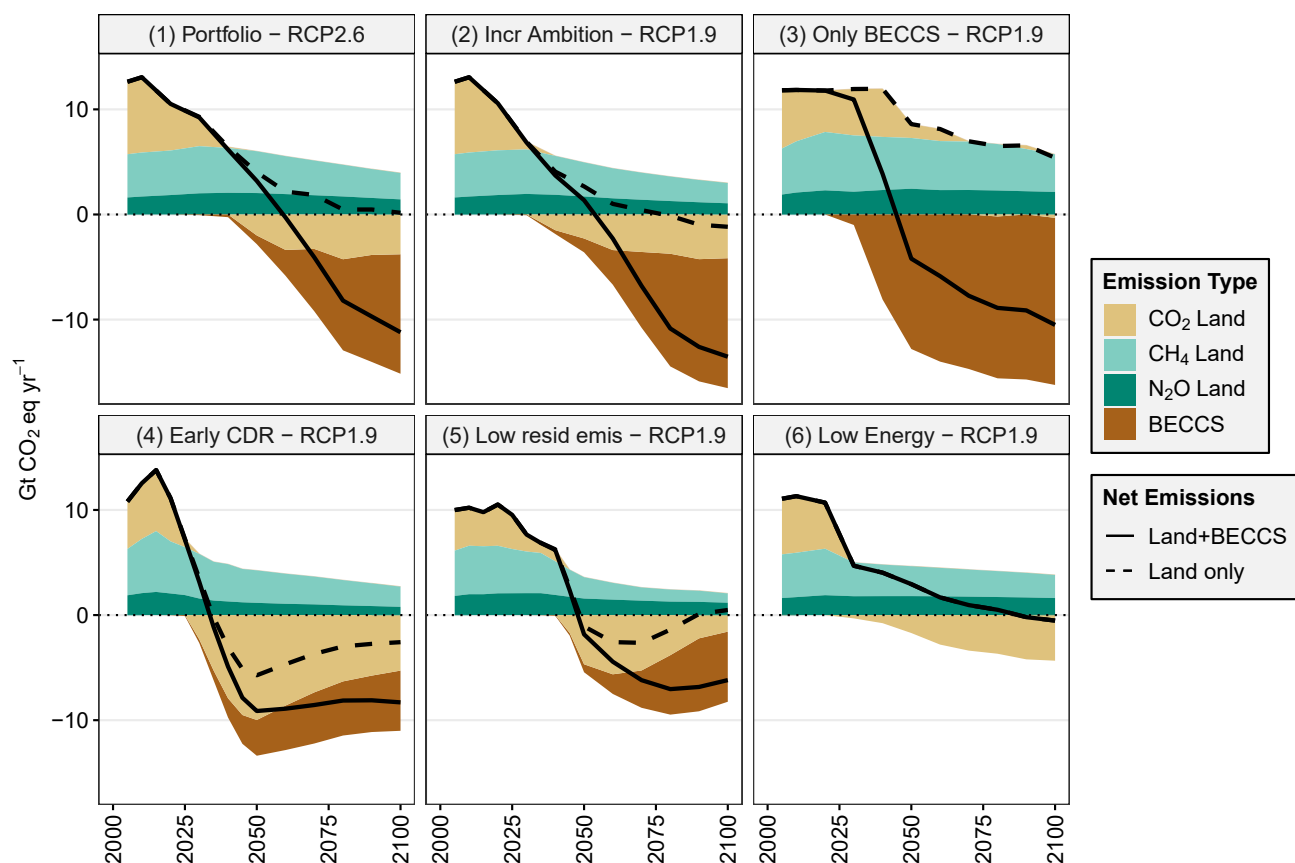 (1) Portfolio − RCP2.6
(2) Incr Ambition − RCP1.9
(3) Only BECCS − RCP1.9
10
0
−10
(4) Early CDR − RCP1.9
(5) Low resid emis − RCP1.9
(6) Low Energy − RCP1.9
10
0
−10
Gt CO₂ eq yr⁻¹
2000
2025
2050
2075
2100
2000
2025
2050
2075
2100
2000
2025
2050
2075
2100
Emission Type
CO₂ Land
CH₄ Land
N₂O Land
BECCS
Net Emissions
Land+BECCS
Land only